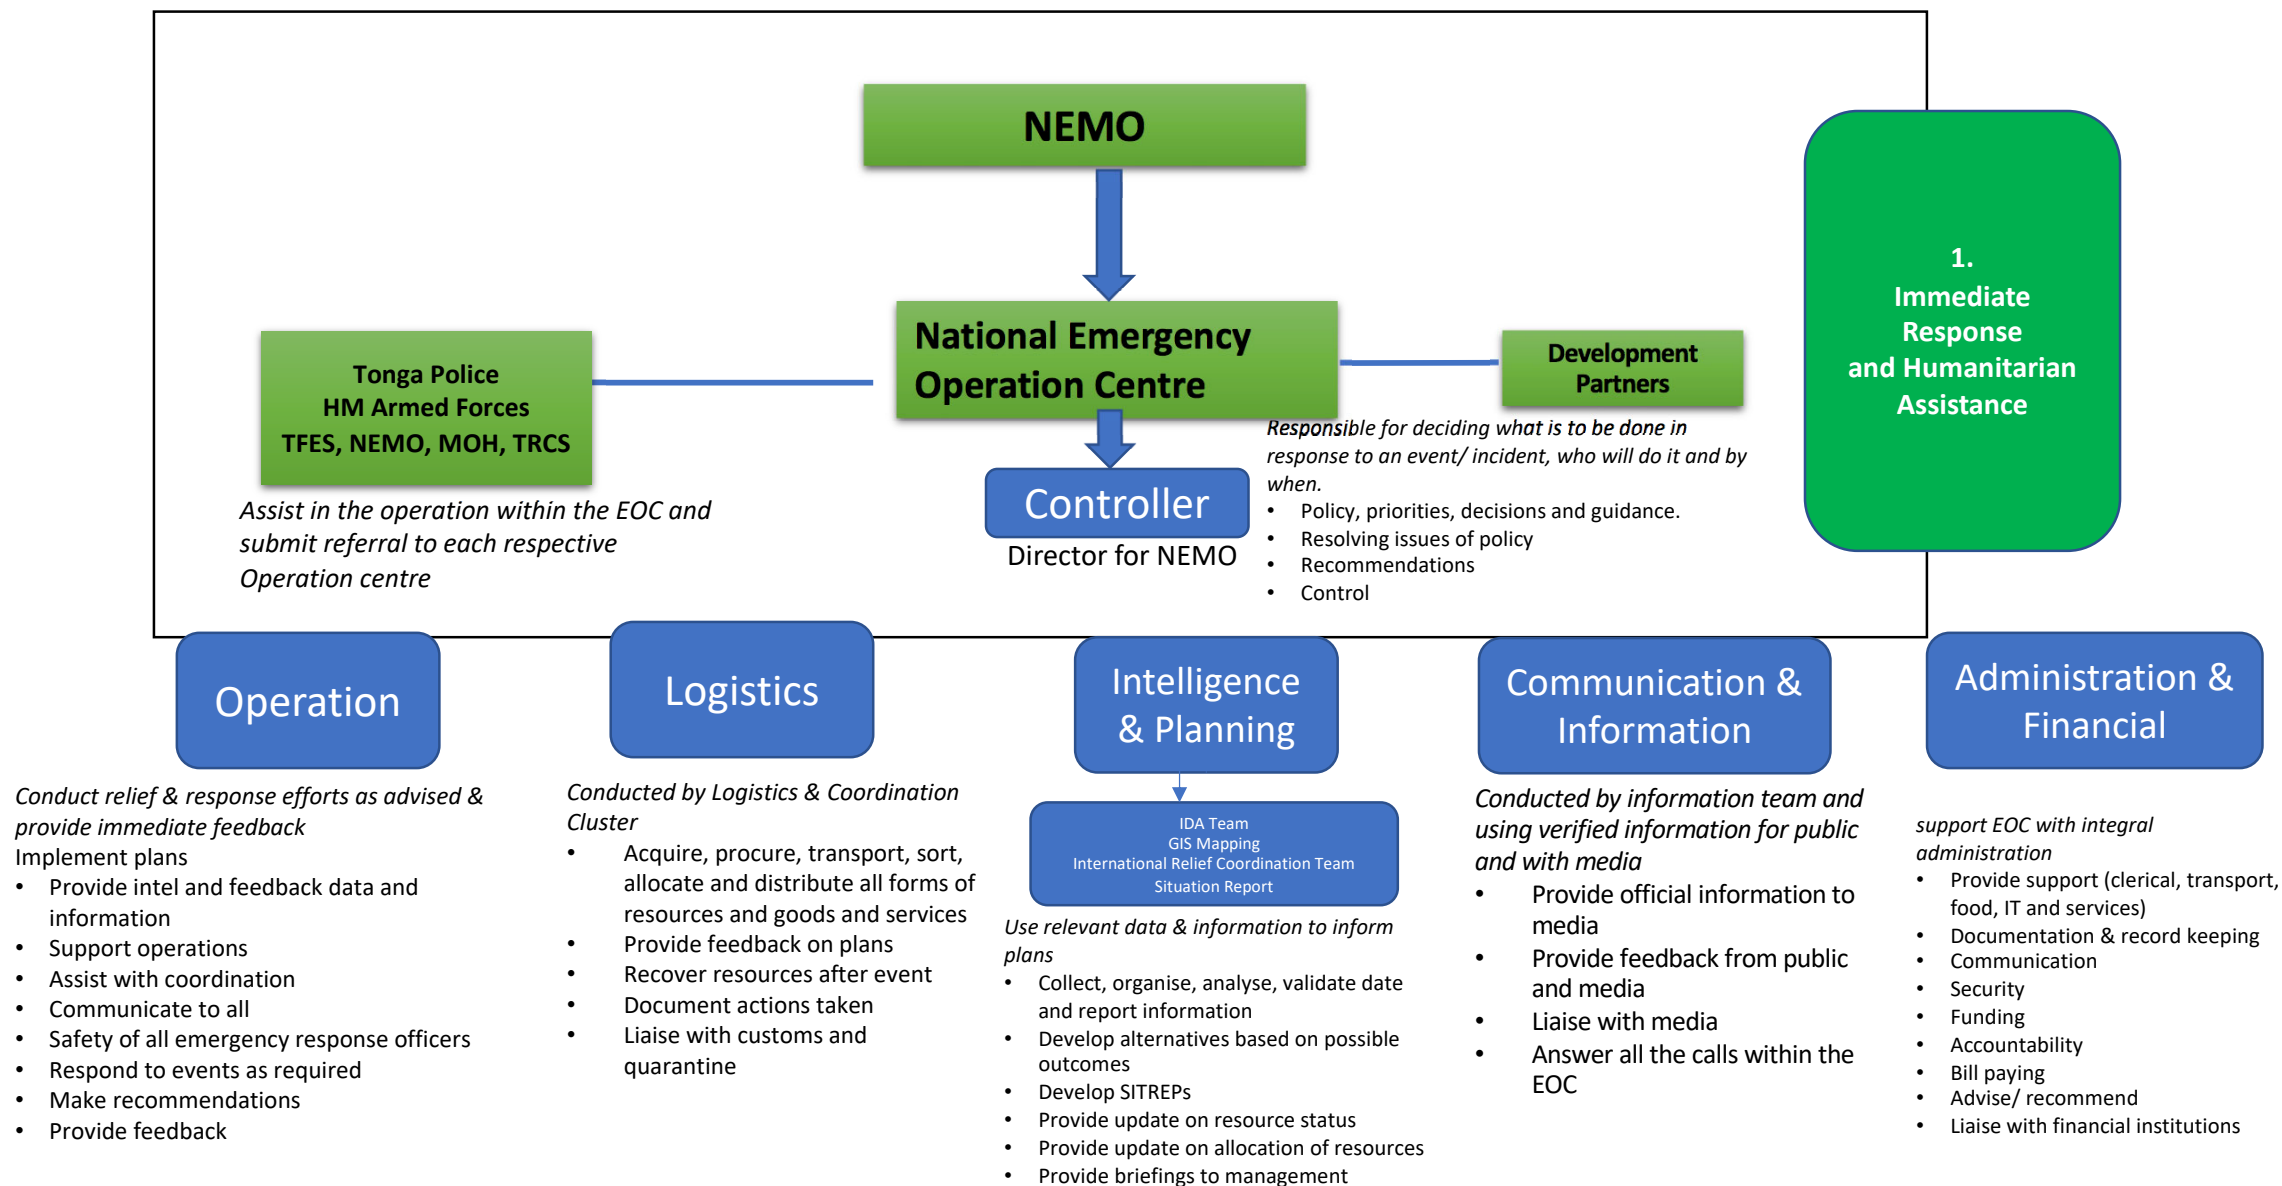 NEMO
1.
Immediate
Response
and Humanitarian
Assistance
National Emergency
Operation Centre
Tonga Police
HM Armed Forces
TFES, NEMO, MOH, TRCS
Development
Partners
Assist in the operation within the EOC and
submit referral to each respective
Operation centre
Controller
Director for NEMO
Responsible for deciding what is to be done in
response to an event/ incident, who will do it and by
when.
• Policy, priorities, decisions and guidance.
• Resolving issues of policy
• Recommendations
• Control
Operation
Conduct relief & response efforts as advised &
provide immediate feedback
Implement plans
• Provide intel and feedback data and
information
• Support operations
• Assist with coordination
• Communicate to all
• Safety of all emergency response officers
• Respond to events as required
• Make recommendations
• Provide feedback
Logistics
Conducted by Logistics & Coordination
Cluster
• Acquire, procure, transport, sort,
allocate and distribute all forms of
resources and goods and services
• Provide feedback on plans
• Recover resources after event
• Document actions taken
• Liaise with customs and
quarantine
Intelligence
& Planning
IDA Team
GIS Mapping
International Relief Coordination Team
Situation Report
Use relevant data & information to inform
plans
• Collect, organise, analyse, validate date
and report information
• Develop alternatives based on possible
outcomes
• Develop SITREPs
• Provide update on resource status
• Provide update on allocation of resources
• Provide briefings to management
Communication &
Information
Conducted by information team and
using verified information for public
and with media
• Provide official information to
media
• Provide feedback from public
and media
• Liaise with media
• Answer all the calls within the
EOC
Administration &
Financial
support EOC with integral
administration
• Provide support (clerical, transport,
food, IT and services)
• Documentation & record keeping
• Communication
• Security
• Funding
• Accountability
• Bill paying
• Advise/ recommend
• Liaise with financial institutions